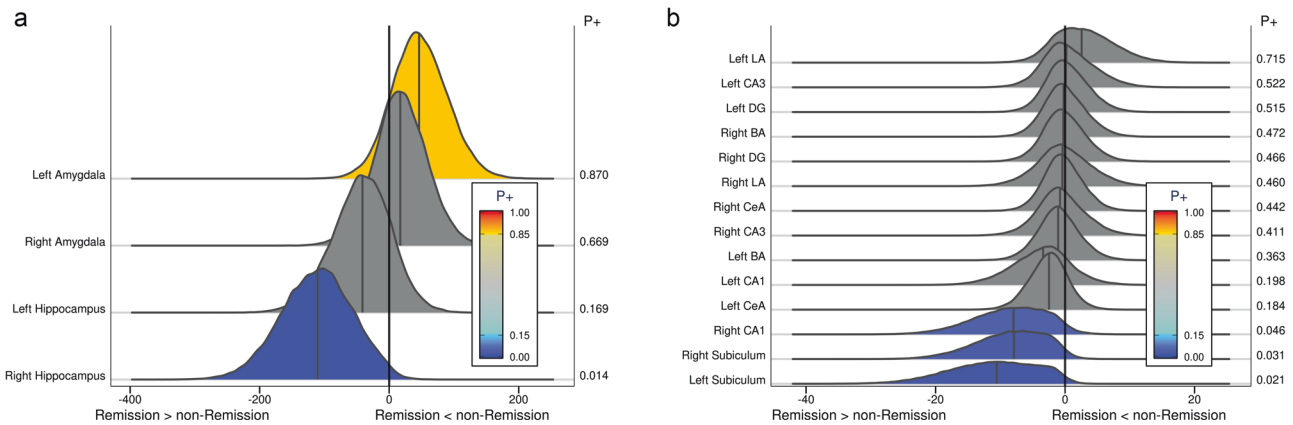 a
P+
Left Amygdala
0.870
Right Amygdala
0.669
Left Hippocampus
0.169
Right Hippocampus
0.014
P+
1.00
0.85
0.15
0.00
-400
-200
0
200
Remission > non-Remission
Remission < non-Remission
b
P+
Left LA
0.715
Left CA3
0.522
Left DG
0.515
Right BA
0.472
Right DG
0.466
Right LA
0.460
Right CeA
0.442
Right CA3
0.411
Left BA
0.363
Left CA1
0.198
Left CeA
0.184
Right CA1
0.046
Right Subiculum
0.031
Left Subiculum
0.021
P+
1.00
0.85
0.15
0.00
-40
-20
0
20
Remission > non-Remission
Remission < non-Remission